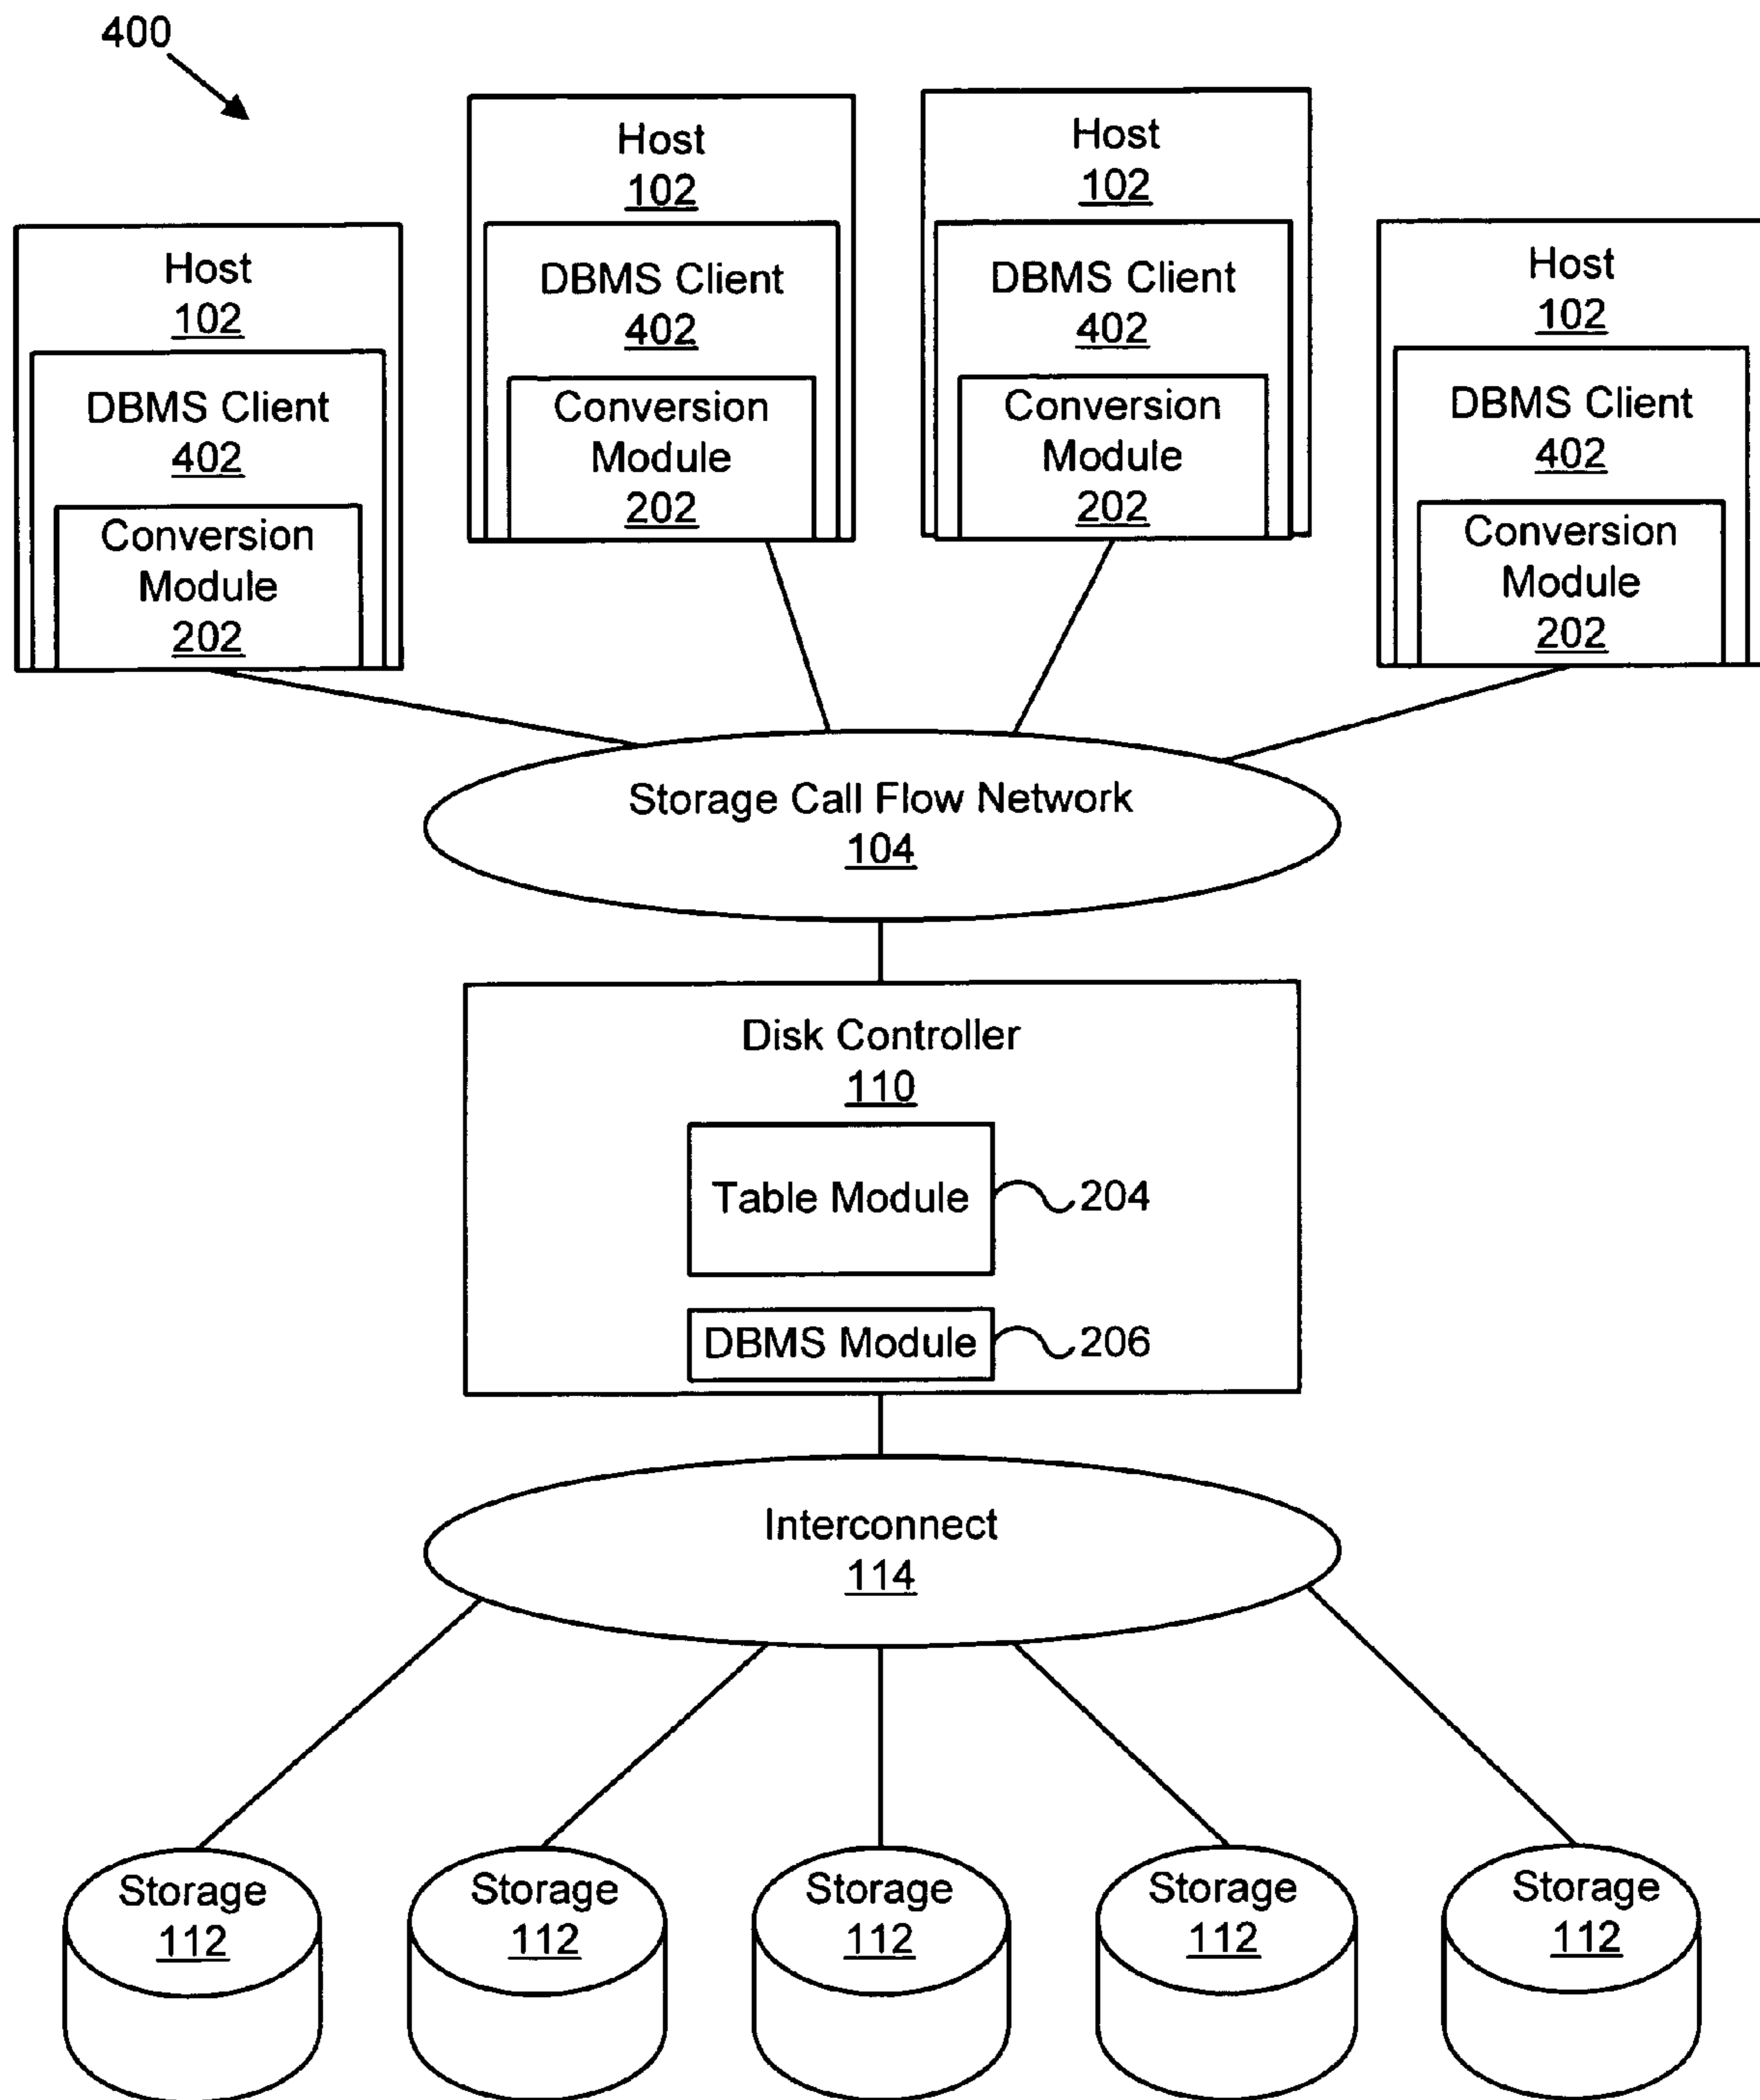 400
Host
102
DBMS Client
402
Conversion
Module
202
Host
102
DBMS Client
402
Conversion
Module
202
Host
102
DBMS Client
402
Conversion
Module
202
Host
102
DBMS Client
402
Conversion
Module
202
Storage Call Flow Network
104
Disk Controller
110
Table Module
204
DBMS Module
206
Interconnect
114
Storage
112
Storage
112
Storage
112
Storage
112
Storage
112